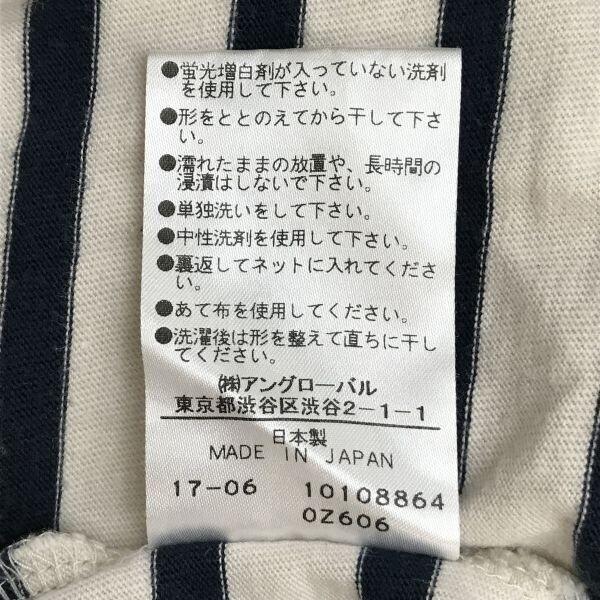 ●蛍光増白剤が入っていない洗剤
を使用して下さい。
●形をととのえてから干して下さ
い。
●濡れたままの放置や、長時間の
浸漬はしないで下さい。
●単独洗いをして下さい。
●中性洗剤を使用して下さい。
●裏返してネットに入れてくださ
い。
●あて布を使用してください。
●洗濯後は形を整えて直ちに干し
てください。
㈱アングローバル
東京都渋谷区渋谷2-1-1
日本製
MADE IN JAPAN
17-06 10108864
0Z606